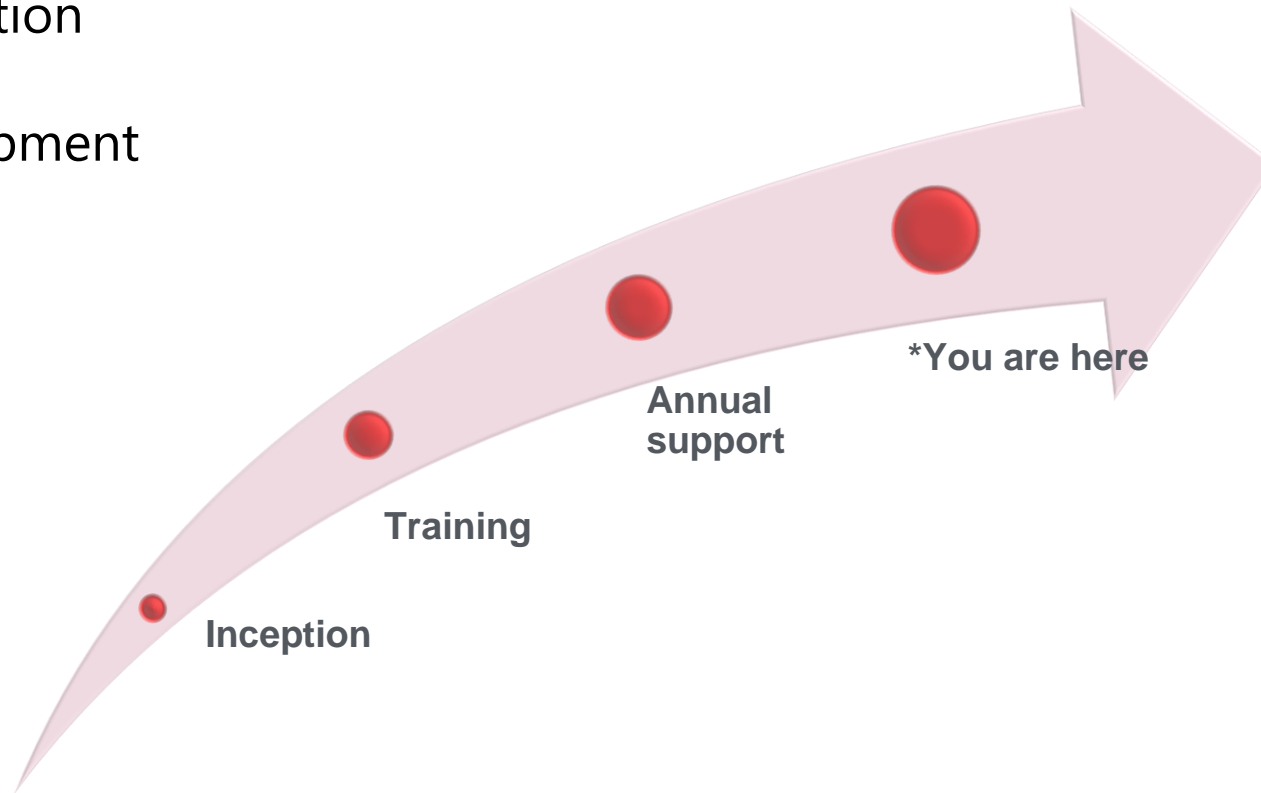 tion
pment
*You are here
Annual
support
Training
Inception